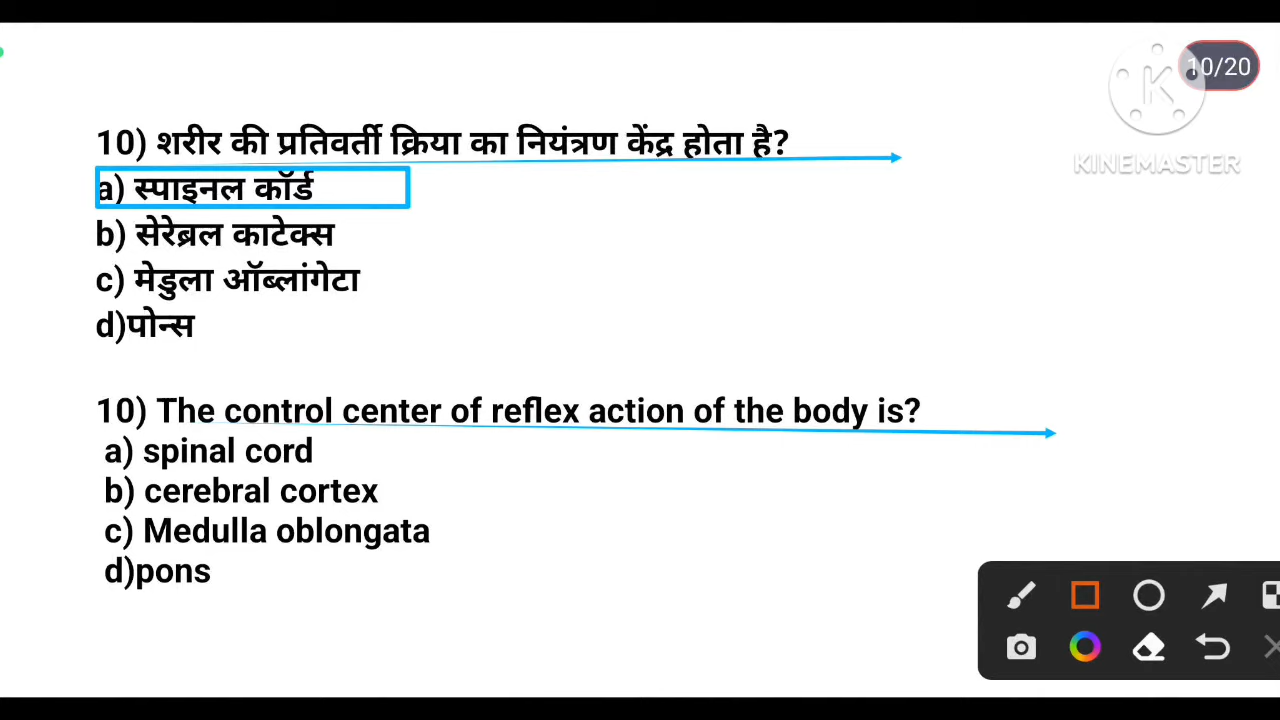 10/20
KINEMASTER
10) शरीर की प्रतिवर्ती क्रिया का नियंत्रण केंद्र होता है?
a) स्पाइनल कॉर्ड
b) सेरेब्रल काटेक्स
c) मेडुला ऑब्लांगेटा
d)पोन्स
10) The control center of reflex action of the body is?
a) spinal cord
b) cerebral cortex
c) Medulla oblongata
d)pons